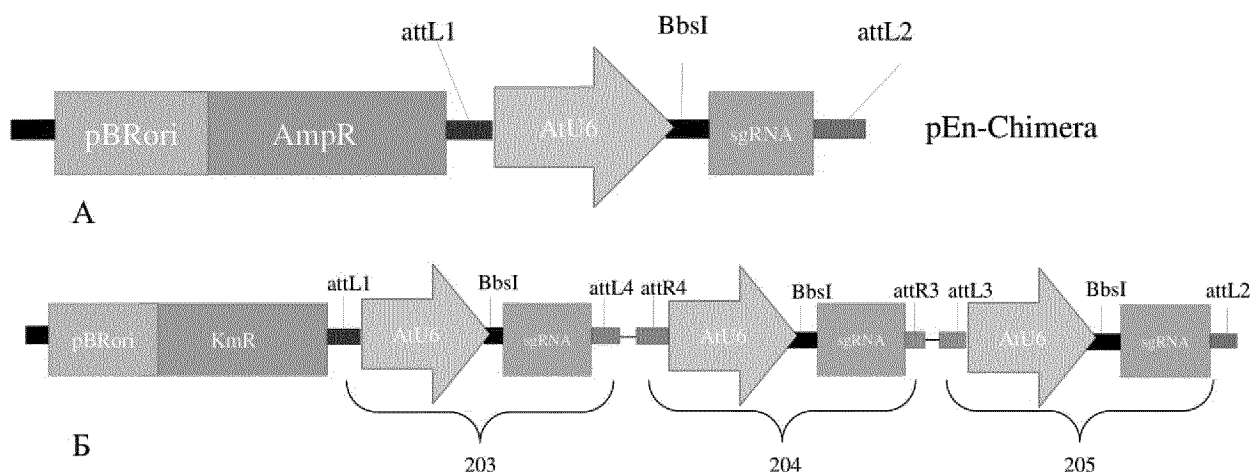 attL1
BbsI
attL2
pBRori
AmpR
AtU6
sgRNA
pEn-Chimera
А
attL1
BbsI
attL4
attR4
BbsI
attR3
attL3
BbsI
attL2
pBRori
KmR
AtU6
sgRNA
AtU6
sgRNA
AtU6
sgRNA
Б
203
204
205